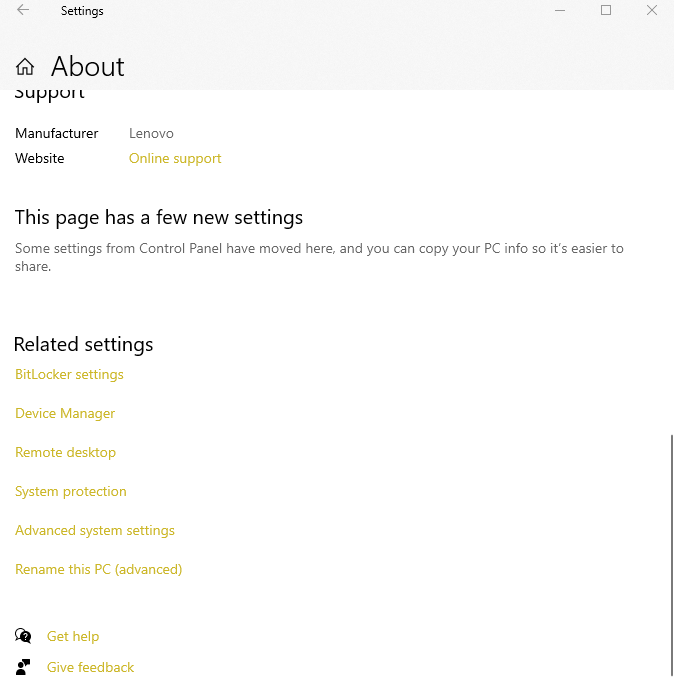 Settings
About
Support
Manufacturer Lenovo
Website Online support
This page has a few new settings
Some settings from Control Panel have moved here, and you can copy your PC info so it's easier to
share.
Related settings
BitLocker settings
Device Manager
Remote desktop
System protection
Advanced system settings
Rename this PC (advanced)
Get help
Give feedback